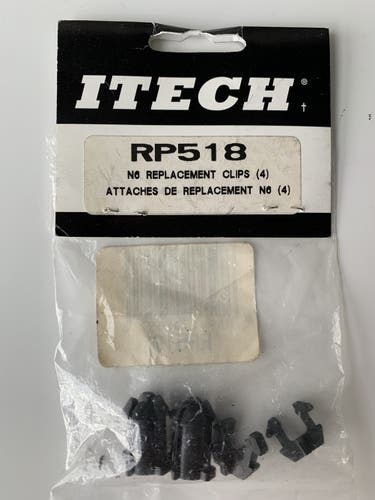 ITECH®
†
RP518
N6 REPLACEMENT CLIPS (4)
ATTACHES DE REPLACEMENT N6 (4)